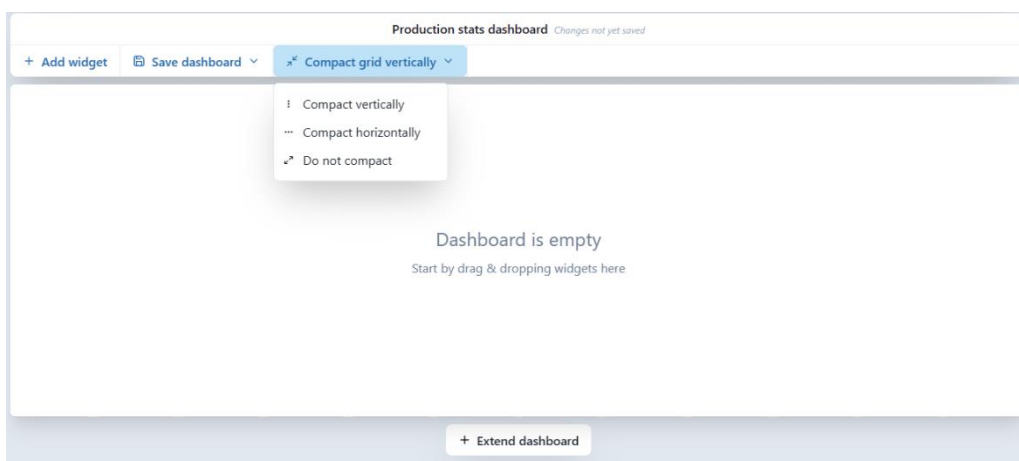 Production stats dashboard Changes not yet saved
+ Add widget Save dashboard Compact grid vertically
Compact vertically
Compact horizontally
Do not compact
Dashboard is empty
Start by drag & dropping widgets here
+ Extend dashboard